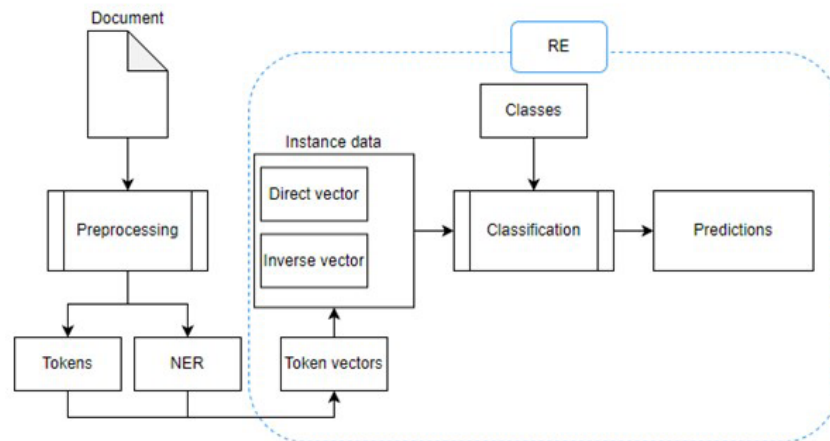 Document
RE
Classes
Instance data
Direct vector
Preprocessing
Classification
Predictions
Inverse vector
Tokens
NER
Token vectors